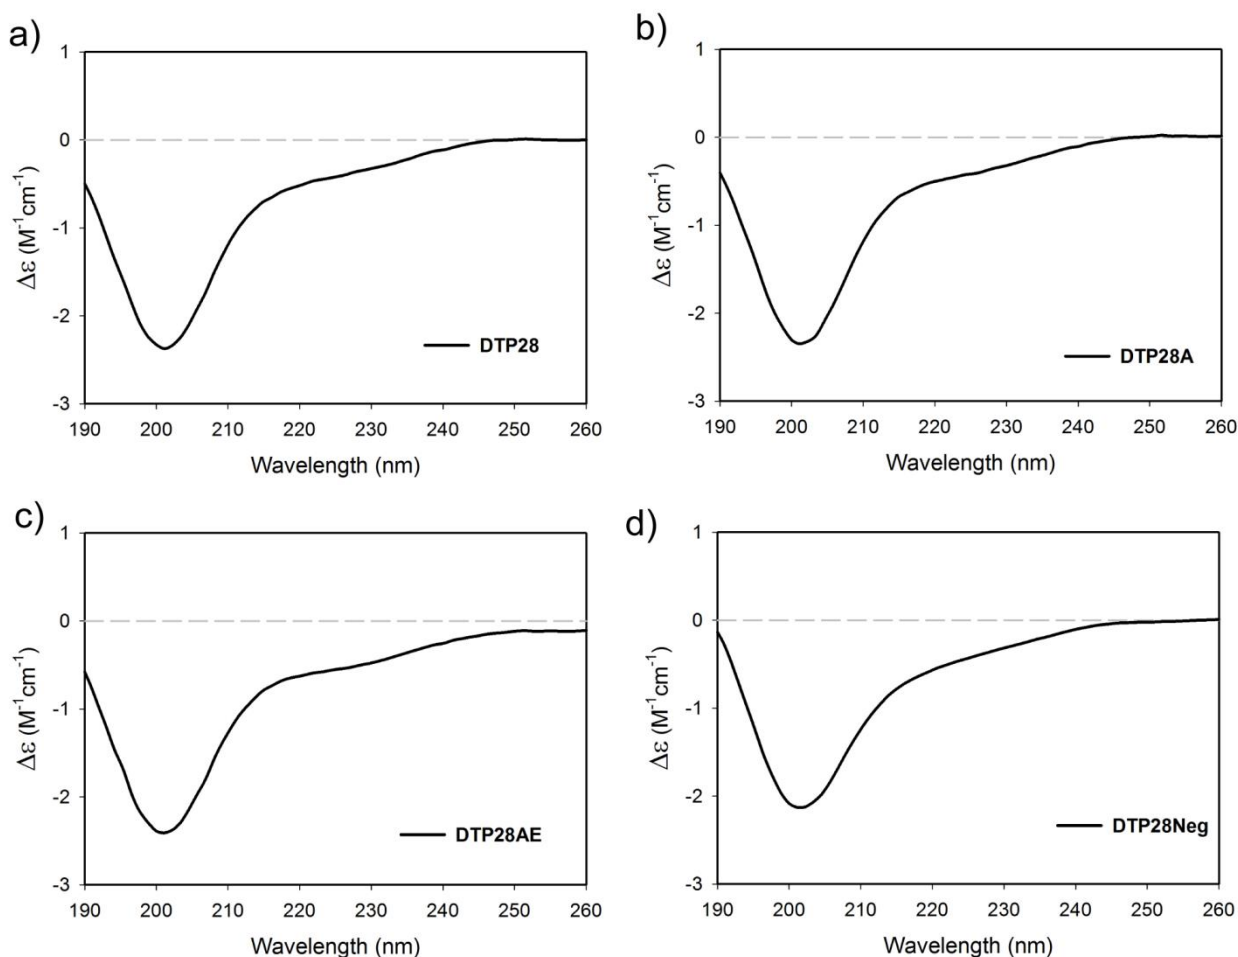 a)
1
0
-1
-2
-3
Δε (M⁻¹cm⁻¹)
DTP28
190 200 210 220 230 240 250 260
Wavelength (nm)
b)
1
0
-1
-2
-3
Δε (M⁻¹cm⁻¹)
DTP28A
190 200 210 220 230 240 250 260
Wavelength (nm)
c)
1
0
-1
-2
-3
Δε (M⁻¹cm⁻¹)
DTP28AE
190 200 210 220 230 240 250 260
Wavelength (nm)
d)
1
0
-1
-2
-3
Δε (M⁻¹cm⁻¹)
DTP28Neg
190 200 210 220 230 240 250 260
Wavelength (nm)